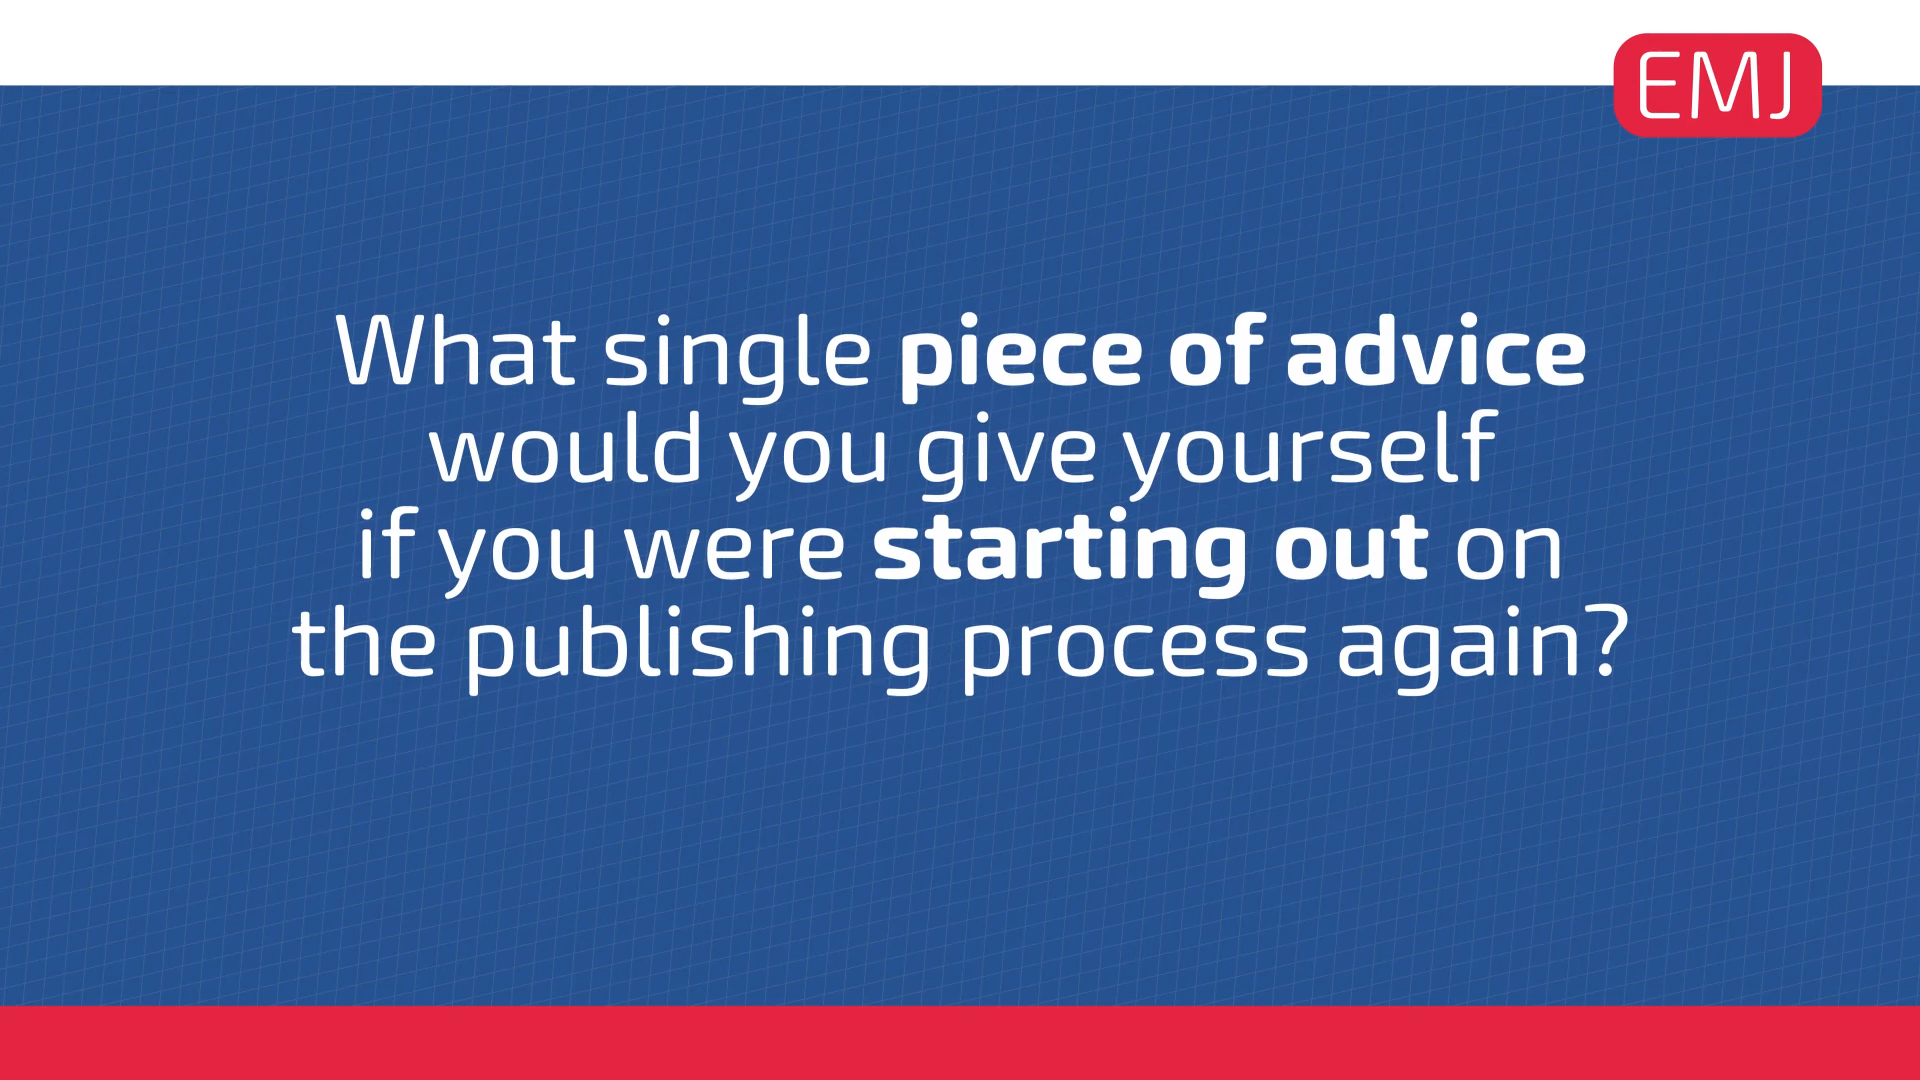 EMJ
What single piece of advice
would you give yourself
if you were starting out on
the publishing process again?